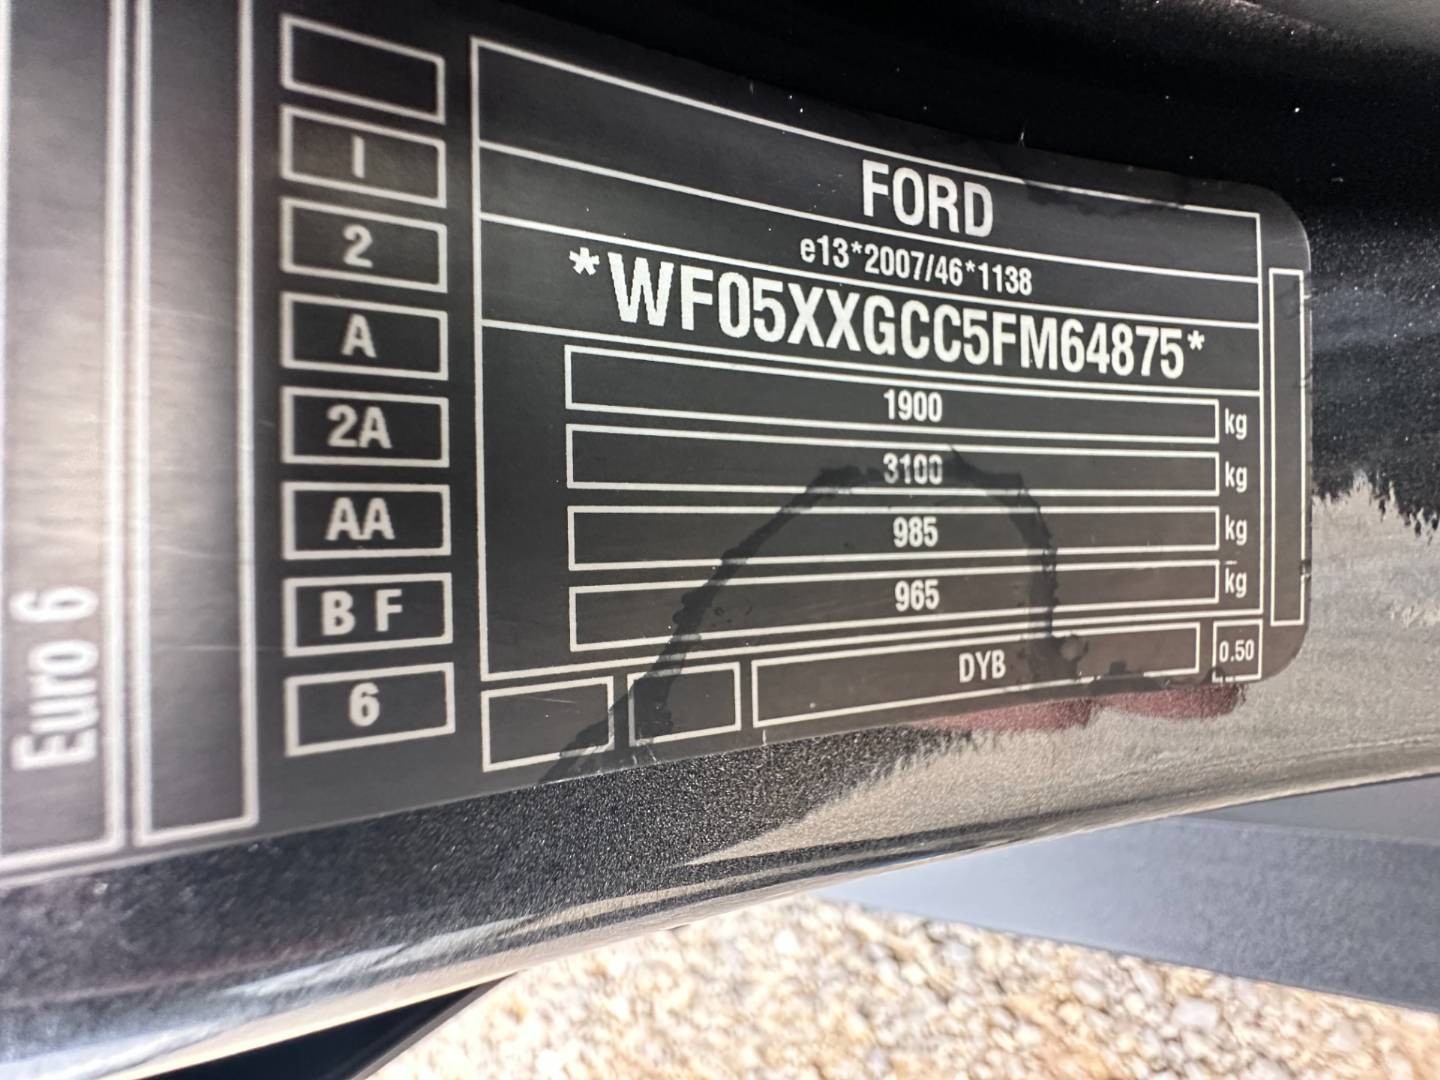 FORD
e13*2007/46*1138
*WF05XXGCC5FM64875*
1900 kg
3100 kg
985 kg
965 kg
DYB
0.50
1
2
A
2A
AA
B F
6
Euro 6